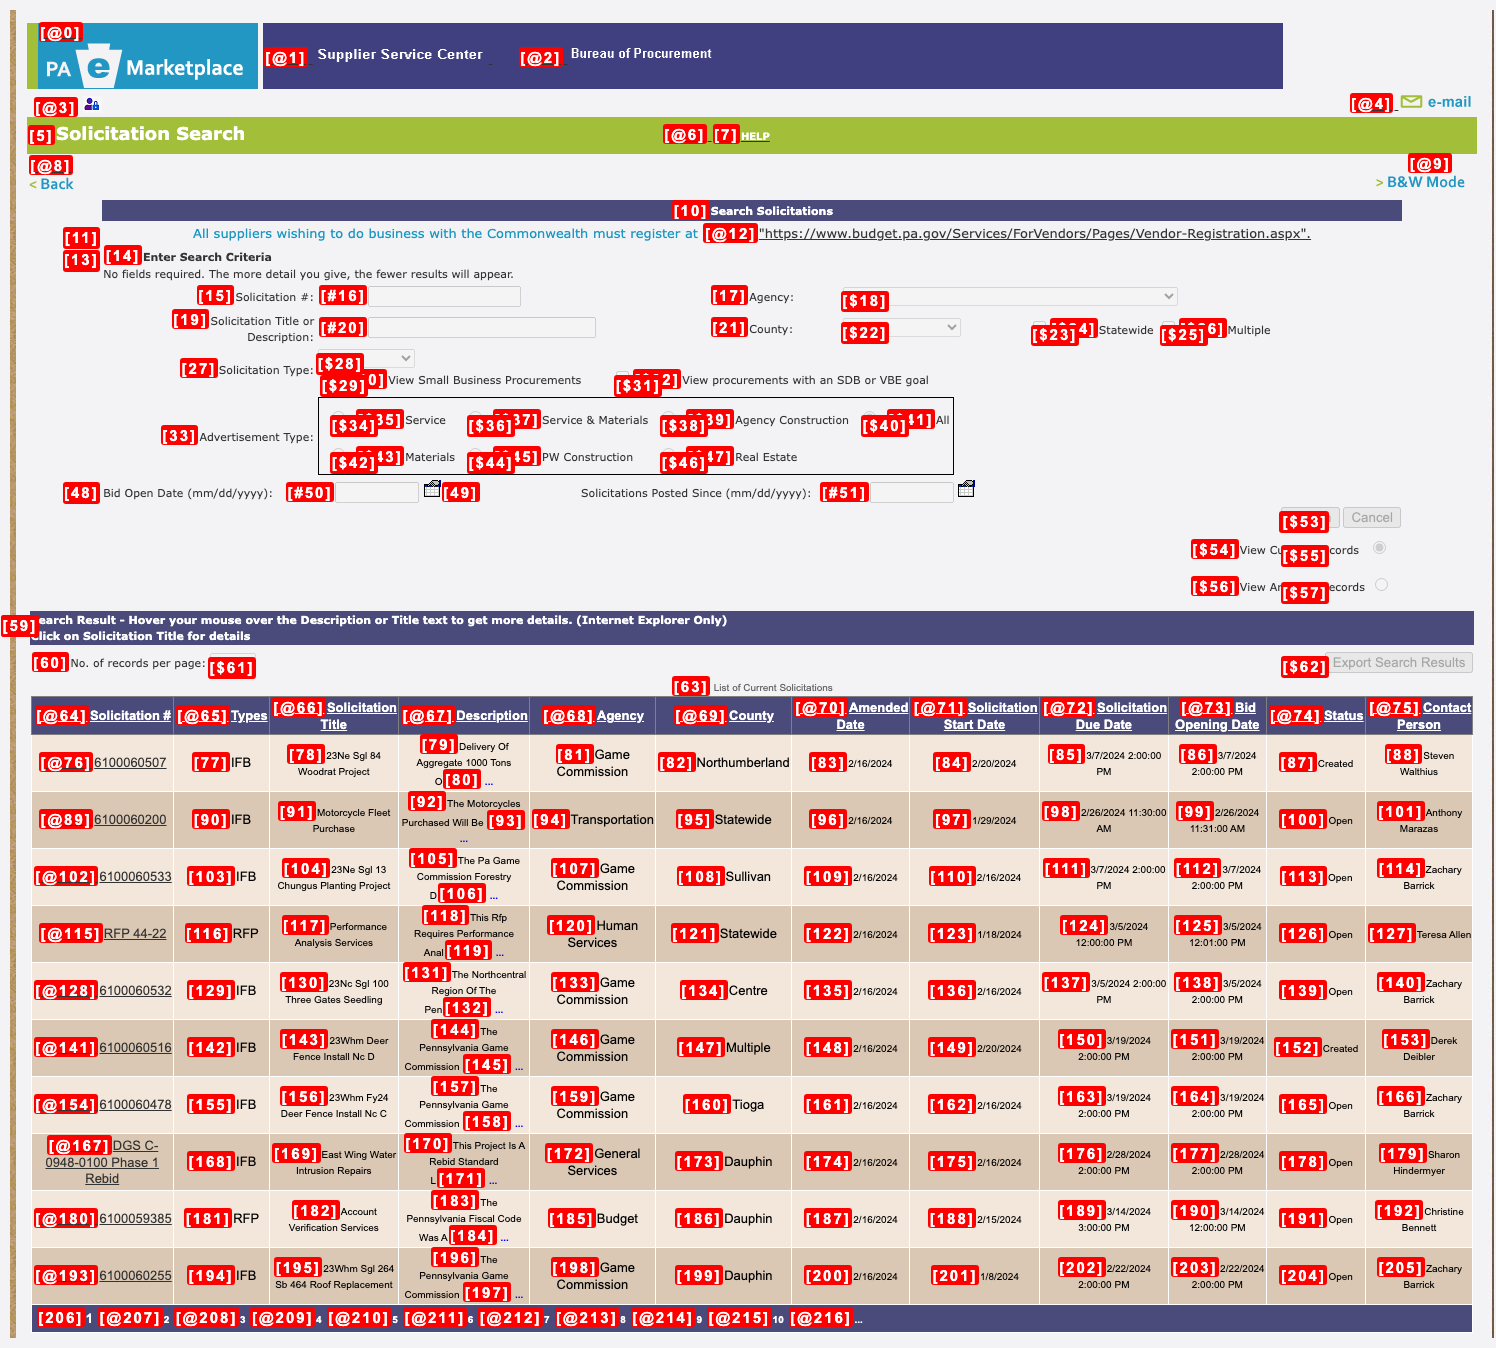 [@0]
PA e Marketplace
[@1] Supplier Service Center [@2] Bureau of Procurement
[@3] [@4] e-mail
[5] Solicitation Search [@6] [7] HELP
[@8] [@9]
< Back > B&W Mode
[10] Search Solicitations
[11] All suppliers wishing to do business with the Commonwealth must register at [@12] "https://www.budget.pa.gov/Services/ForVendors/Pages/Vendor-Registration.aspx".
[13] [14] Enter Search Criteria
No fields required. The more detail you give, the fewer results will appear.
[15] Solicitation #: [#16] [17] Agency: [$18]
[19] Solicitation Title or Description: [#20] [21] County: [$22] [$23] Statewide [$25] Multiple
[27] Solicitation Type: [$28]
[$29] View Small Business Procurements [$31] View procurements with an SDB or VBE goal
[33] Advertisement Type: [$34] 35] Service [$36] 37] Service & Materials [$38] 39] Agency Construction [$40] 41] All
[$42] 43] Materials [$44] 45] PW Construction [$46] 47] Real Estate
[48] Bid Open Date (mm/dd/yyyy): [#50] [49] Solicitations Posted Since (mm/dd/yyyy): [#51]
[$53] Cancel
[$54] View Cu [$55] cords
[$56] View Ar [$57] ecords
[59] earch Result - Hover your mouse over the Description or Title text to get more details. (Internet Explorer Only)
lick on Solicitation Title for details
[60] No. of records per page: [$61] [$62] Export Search Results
[63] List of Current Solicitations
[@64] Solicitation # [@65] Types [@66] Solicitation Title [@67] Description [@68] Agency [@69] County [@70] Amended Date [@71] Solicitation Start Date [@72] Solicitation Due Date [@73] Bid Opening Date [@74] Status [@75] Contact Person
[@76] 6100060507 [77] IFB [78] 23Ne Sgl 84 Woodrat Project [79] Delivery Of Aggregate 1000 Tons O [80] ... [81] Game Commission [82] Northumberland [83] 2/16/2024 [84] 2/20/2024 [85] 3/7/2024 2:00:00 PM [86] 3/7/2024 2:00:00 PM [87] Created [88] Steven Walthius
[@89] 6100060200 [90] IFB [91] Motorcycle Fleet Purchase [92] The Motorcycles Purchased Will Be [93] ... [94] Transportation [95] Statewide [96] 2/16/2024 [97] 1/29/2024 [98] 2/26/2024 11:30:00 AM [99] 2/26/2024 11:31:00 AM [100] Open [101] Anthony Marazas
[@102] 6100060533 [103] IFB [104] 23Ne Sgl 13 Chungus Planting Project [105] The Pa Game Commission Forestry D [106] ... [107] Game Commission [108] Sullivan [109] 2/16/2024 [110] 2/16/2024 [111] 3/7/2024 2:00:00 PM [112] 3/7/2024 2:00:00 PM [113] Open [114] Zachary Barrick
[@115] RFP 44-22 [116] RFP [117] Performance Analysis Services [118] This Rfp Requires Performance Anal [119] ... [120] Human Services [121] Statewide [122] 2/16/2024 [123] 1/18/2024 [124] 3/5/2024 12:00:00 PM [125] 3/5/2024 12:01:00 PM [126] Open [127] Teresa Allen
[@128] 6100060532 [129] IFB [130] 23Nc Sgl 100 Three Gates Seedling [131] The Northcentral Region Of The Pen [132] ... [133] Game Commission [134] Centre [135] 2/16/2024 [136] 2/16/2024 [137] 3/5/2024 2:00:00 PM [138] 3/5/2024 2:00:00 PM [139] Open [140] Zachary Barrick
[@141] 6100060516 [142] IFB [143] 23Whm Deer Fence Install Nc D [144] The Pennsylvania Game Commission [145] ... [146] Game Commission [147] Multiple [148] 2/16/2024 [149] 2/20/2024 [150] 3/19/2024 2:00:00 PM [151] 3/19/2024 2:00:00 PM [152] Created [153] Derek Deibler
[@154] 6100060478 [155] IFB [156] 23Whm Fy24 Deer Fence Install Nc C [157] The Pennsylvania Game Commission [158] ... [159] Game Commission [160] Tioga [161] 2/16/2024 [162] 2/16/2024 [163] 3/19/2024 2:00:00 PM [164] 3/19/2024 2:00:00 PM [165] Open [166] Zachary Barrick
[@167] DGS C-0948-0100 Phase 1 Rebid [168] IFB [169] East Wing Water Intrusion Repairs [170] This Project Is A Rebid Standard L [171] ... [172] General Services [173] Dauphin [174] 2/16/2024 [175] 2/16/2024 [176] 2/28/2024 2:00:00 PM [177] 2/28/2024 2:00:00 PM [178] Open [179] Sharon Hindermyer
[@180] 6100059385 [181] RFP [182] Account Verification Services [183] The Pennsylvania Fiscal Code Was A [184] ... [185] Budget [186] Dauphin [187] 2/16/2024 [188] 2/15/2024 [189] 3/14/2024 3:00:00 PM [190] 3/14/2024 12:00:00 PM [191] Open [192] Christine Bennett
[@193] 6100060255 [194] IFB [195] 23Whm Sgl 264 Sb 464 Roof Replacement [196] The Pennsylvania Game Commission [197] ... [198] Game Commission [199] Dauphin [200] 2/16/2024 [201] 1/8/2024 [202] 2/22/2024 2:00:00 PM [203] 2/22/2024 2:00:00 PM [204] Open [205] Zachary Barrick
[206] 1 [@207] 2 [@208] 3 [@209] 4 [@210] 5 [@211] 6 [@212] 7 [@213] 8 [@214] 9 [@215] 10 [@216] ...